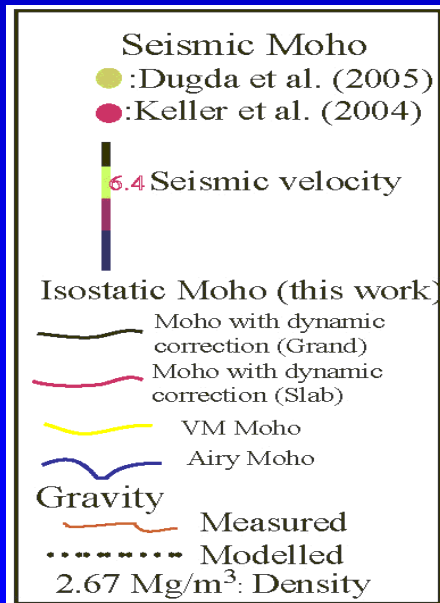 Seismic Moho
:Dugda et al. (2005)
:Keller et al. (2004)
6.4 Seismic velocity
Isostatic Moho (this work)
Moho with dynamic
correction (Grand)
Moho with dynamic
correction (Slab)
VM Moho
Airy Moho
Gravity
Measured
Modelled
2.67 Mg/m³: Density